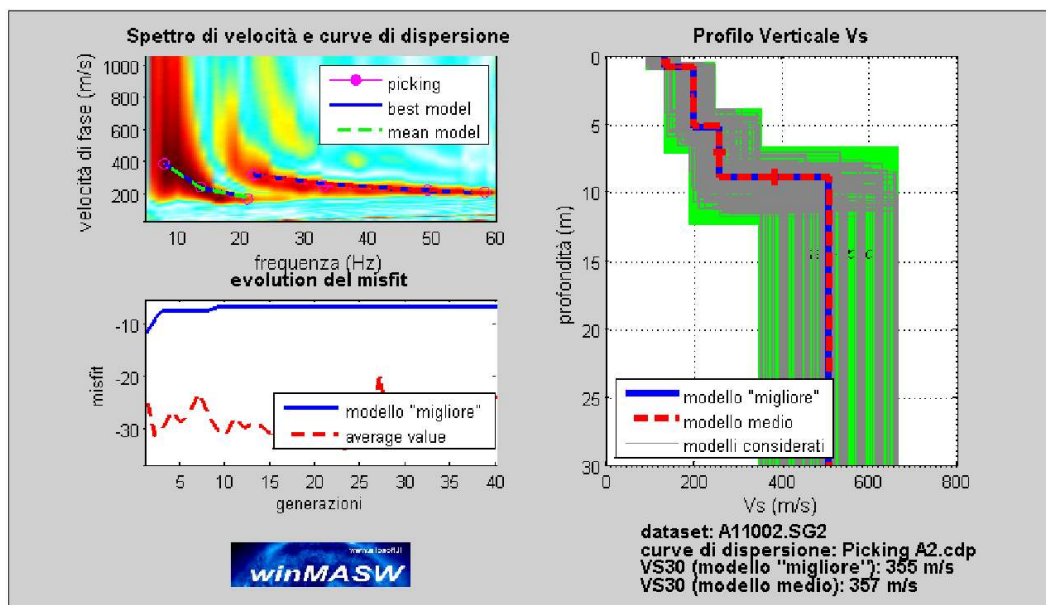 Spettro di velocità e curve di dispersione
1000
800
600
400
200
velocità di fase (m/s)
picking
best model
mean model
10
20
30
40
50
60
frequenza (Hz)
evolution del misfit
-10
-20
-30
misfit
modello "migliore"
average value
5
10
15
20
25
30
35
40
generazioni
winMASW
Profilo Verticale Vs
0
5
10
15
20
25
30
profondità (m)
modello "migliore"
modello medio
modelli considerati
0
200
400
600
800
Vs (m/s)
dataset: A11002.SG2
curve di dispersione: Picking A2.cdp
VS30 (modello "migliore"): 355 m/s
VS30 (modello medio): 357 m/s